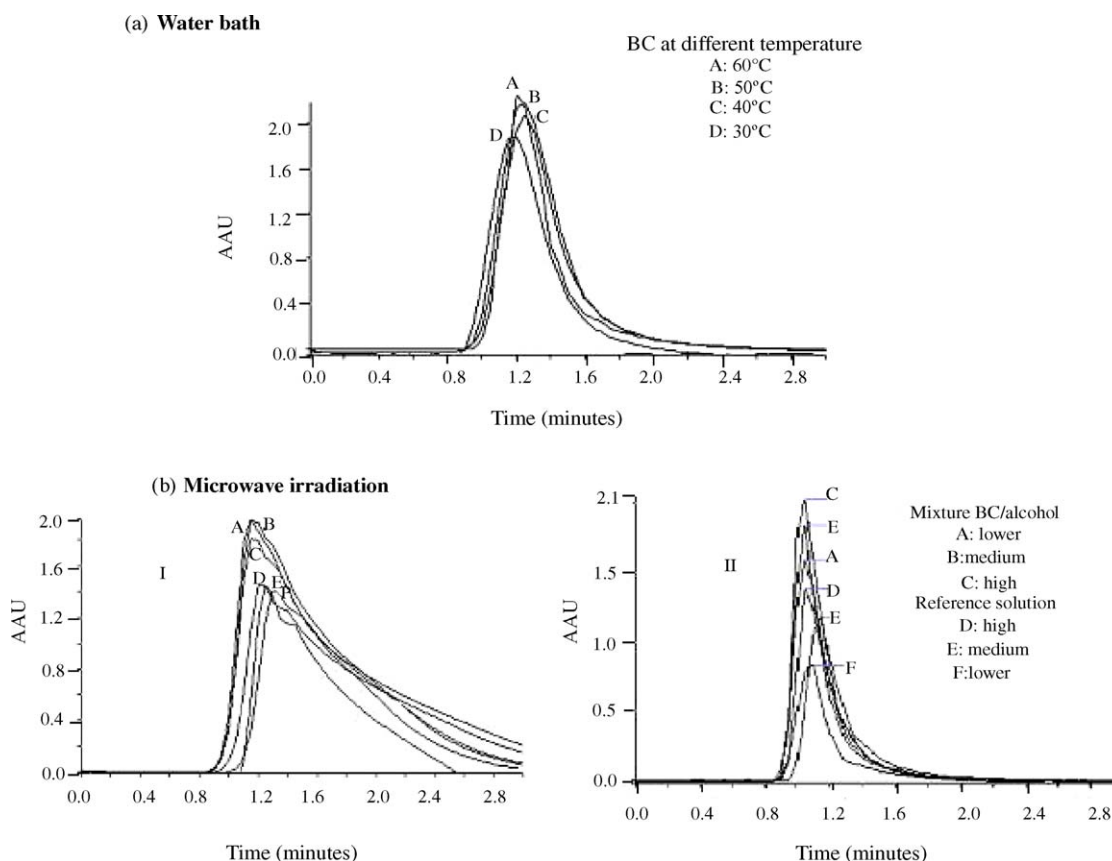 (a) Water bath
BC at different temperature
A: 60°C
B: 50°C
C: 40°C
D: 30°C
A
B
C
D
2.0
1.6
1.2
0.8
0.4
0.0
AAU
0.0 0.4 0.8 1.2 1.6 2.0 2.4 2.8
Time (minutes)
(b) Microwave irradiation
2.0
1.6
1.2
0.8
0.4
0.0
AAU
I
A B
C
D E
F
0.0 0.4 0.8 1.2 1.6 2.0 2.4 2.8
Time (minutes)
2.1
1.5
1.0
0.5
0.0
AAU
II
C
E
A
D
E
F
0.0 0.4 0.8 1.2 1.6 2.0 2.4 2.8
Time (minutes)
Mixture BC/alcohol
A: lower
B:medium
C: high
Reference solution
D: high
E: medium
F:lower